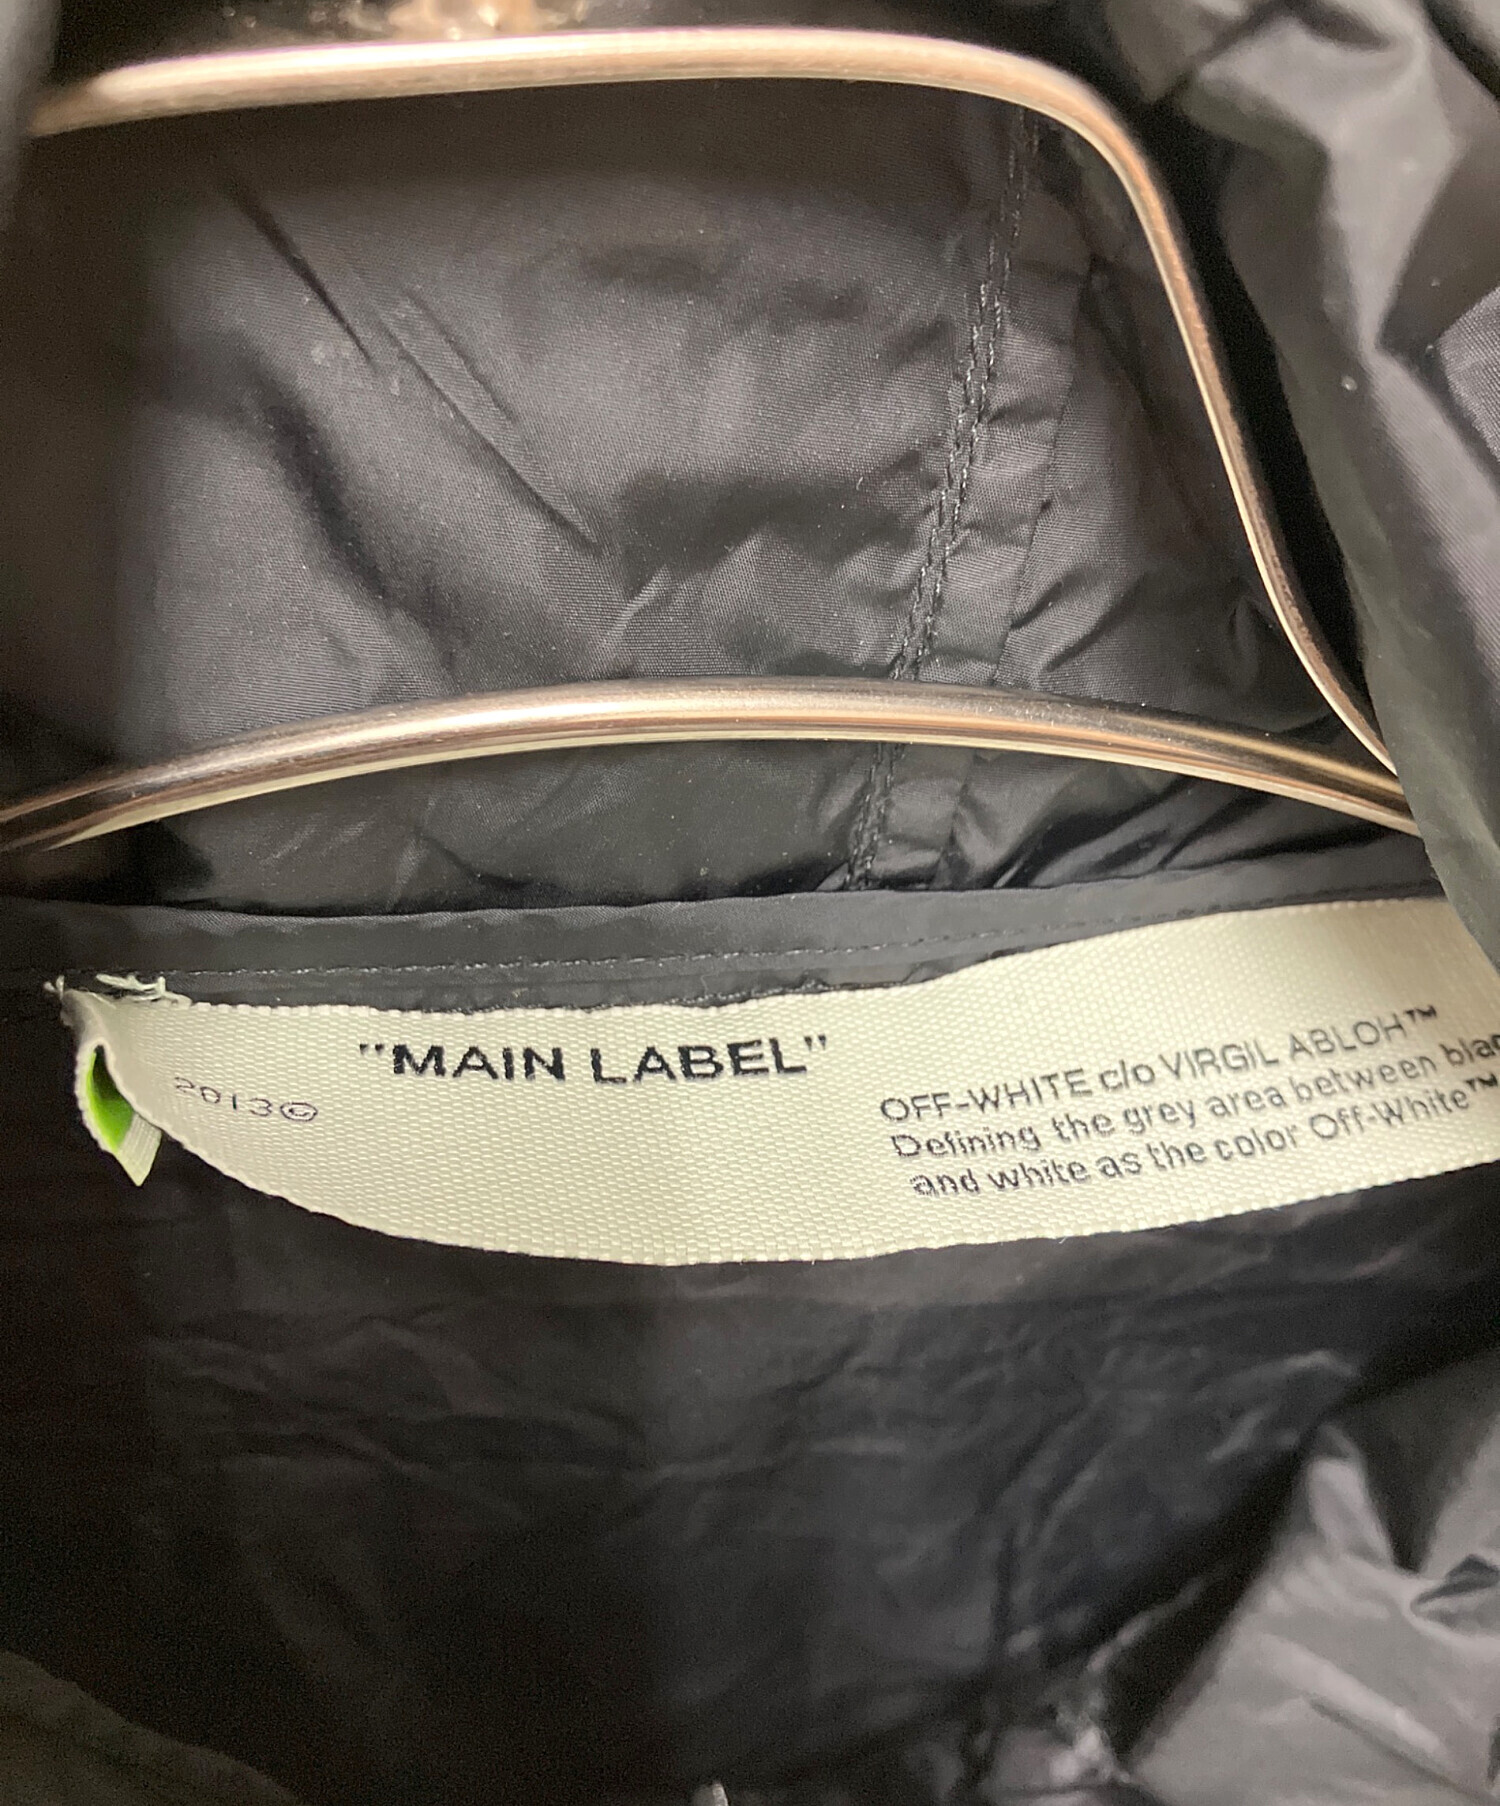 "MAIN LABEL"
2013©
OFF-WHITE c/o VIRGIL ABLOH™
Defining the grey area between
and white as the color Off-White™